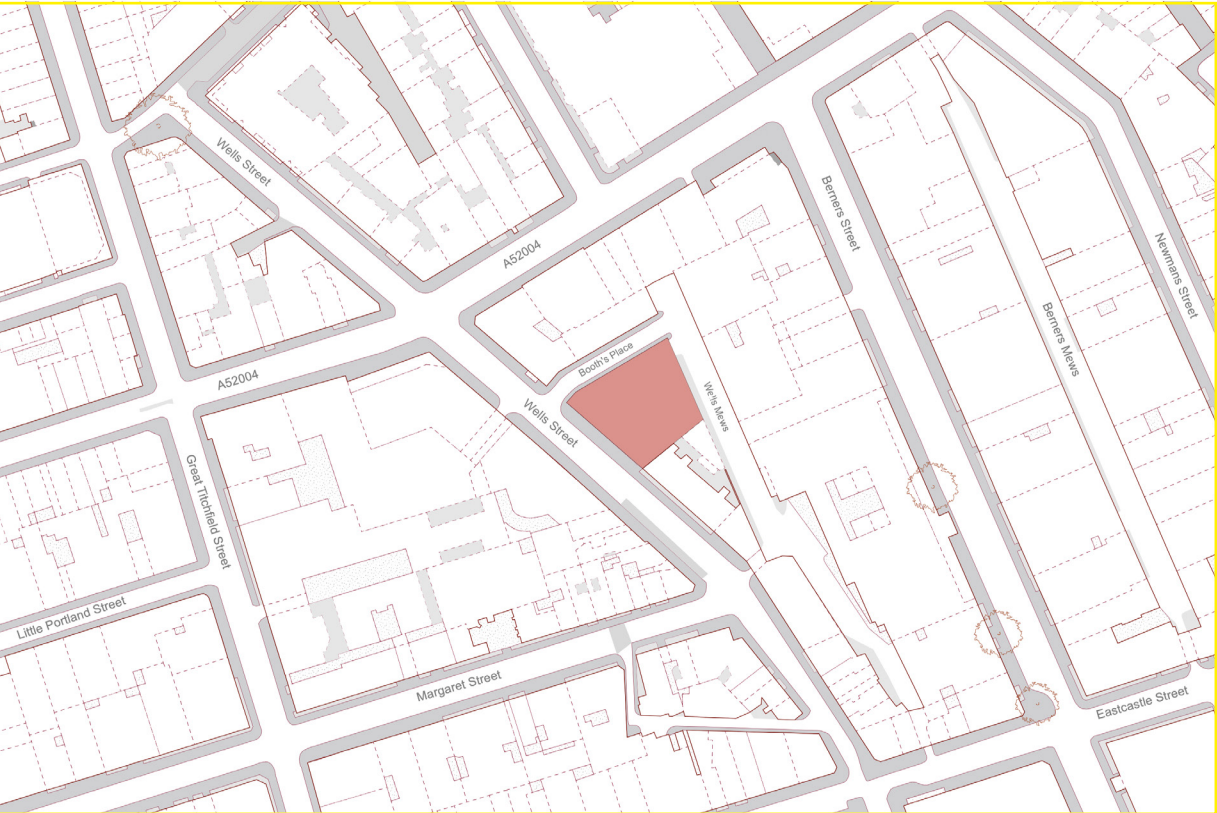 Wells Street
A52004
Berners Street
Newmans Street
Berners Mews
Booth's Place
Wells Mews
A52004
Wells Street
Great Titchfield Street
Little Portland Street
Margaret Street
Eastcastle Street